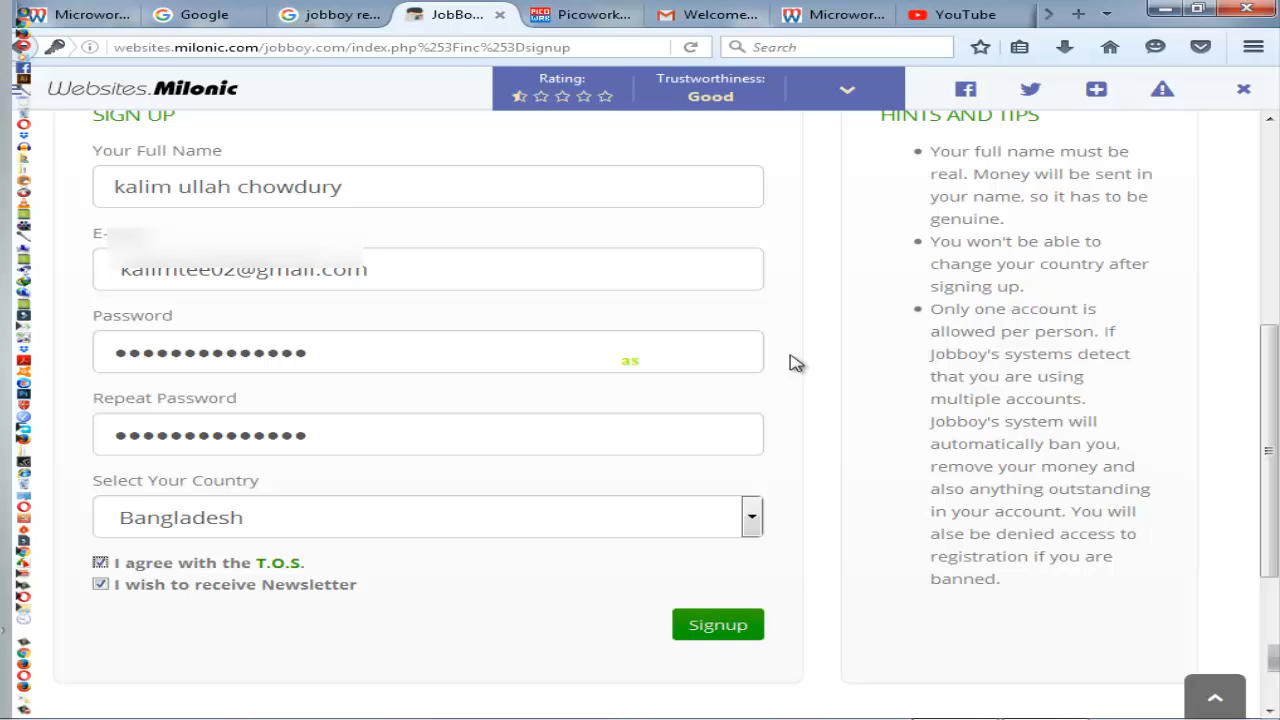 Microwor...
Google
jobboy re...
JobBo...
Picowork...
Welcome...
Microwor...
YouTube
websites.milonic.com/jobboy.com/index.php%253Finc%253Dsignup
Search
Websites.Milonic
Rating:
Trustworthiness:
Good
SIGN UP
Your Full Name
kalim ullah chowdury
E-
kalimtee02@gmail.com
Password
as
Repeat Password
Select Your Country
Bangladesh
I agree with the T.O.S.
I wish to receive Newsletter
Signup
HINTS AND TIPS
Your full name must be
real. Money will be sent in
your name, so it has to be
genuine.
You won't be able to
change your country after
signing up.
Only one account is
allowed per person. If
Jobboy's systems detect
that you are using
multiple accounts.
Jobboy's system will
automatically ban you,
remove your money and
also anything outstanding
in your account. You will
alse be denied access to
registration if you are
banned.